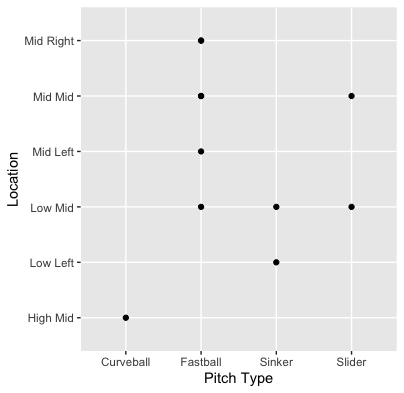 Mid Right
Mid Mid
Mid Left
Low Mid
Low Left
High Mid
Location
Curveball Fastball Sinker Slider
Pitch Type